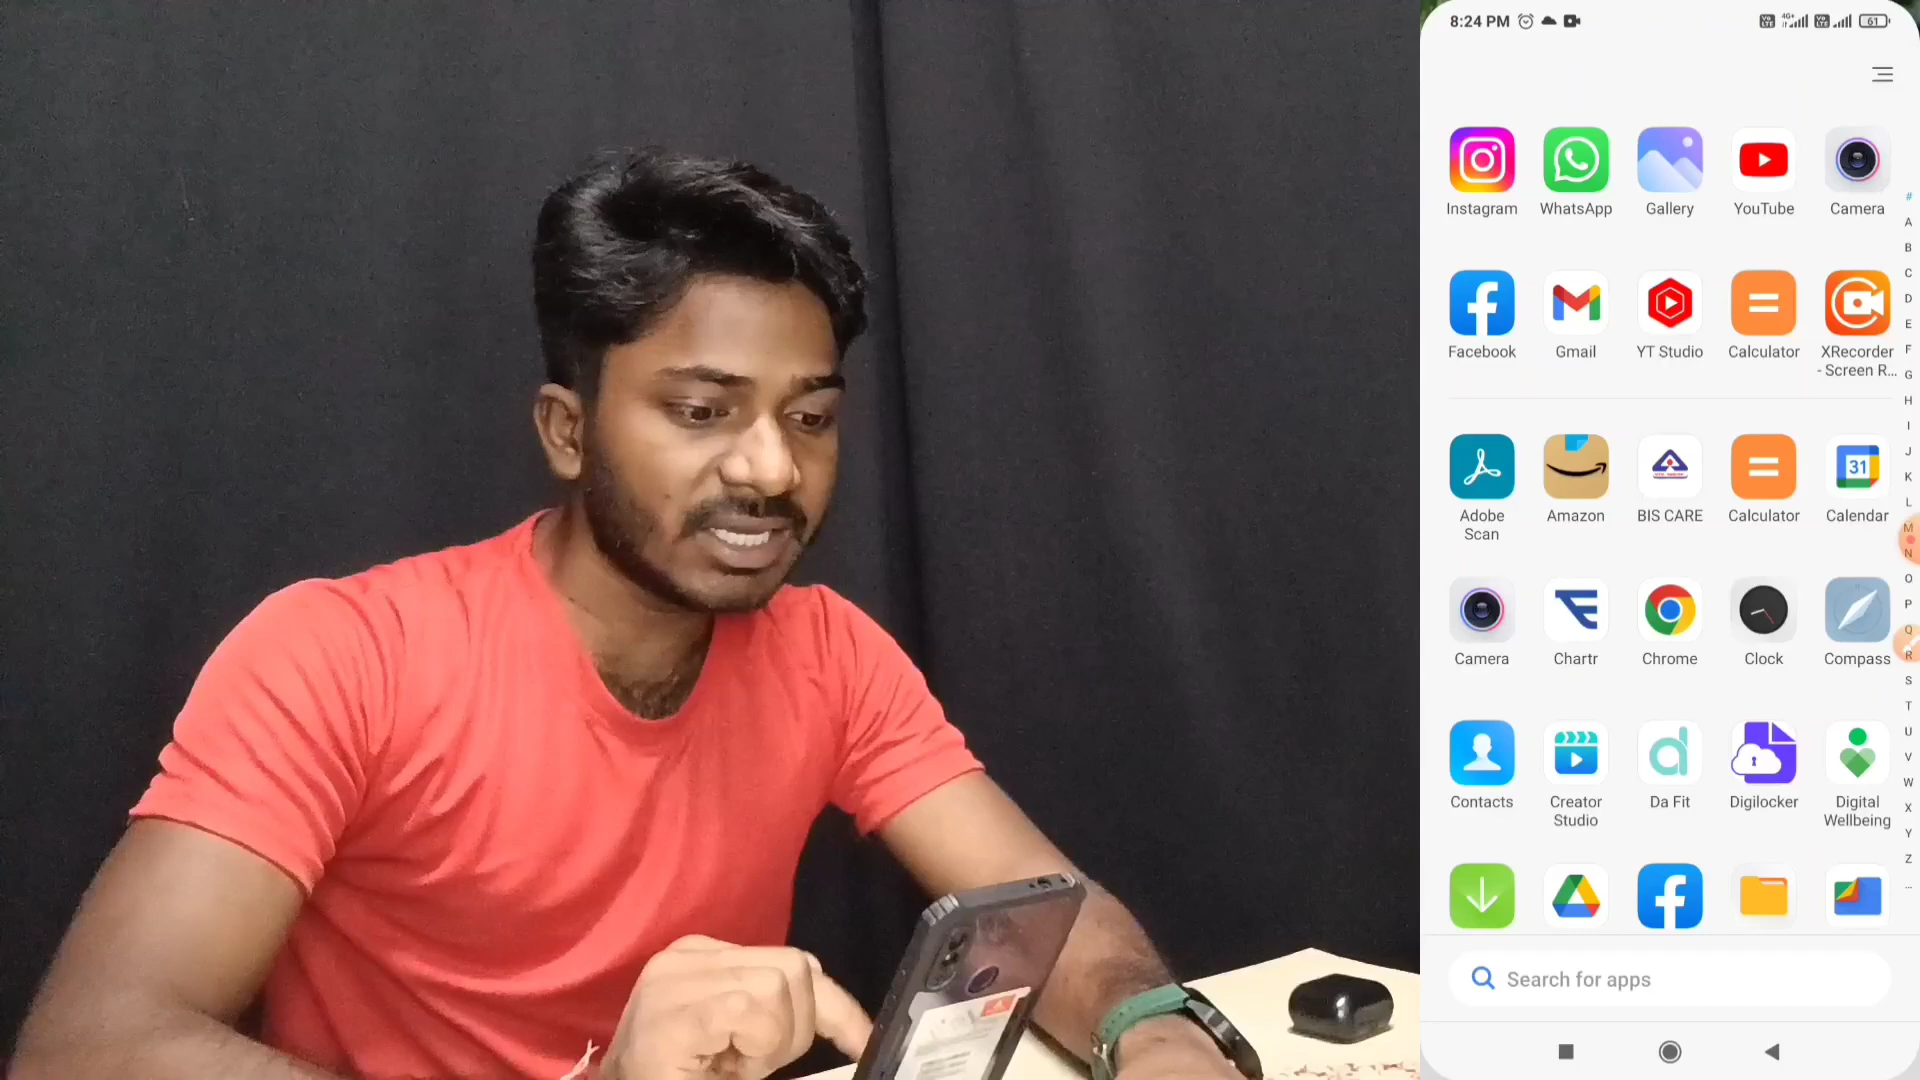 8:24 PM
61
Instagram WhatsApp Gallery YouTube Camera
Facebook Gmail YT Studio Calculator XRecorder
- Screen R...
31
Adobe Amazon BIS CARE Calculator Calendar
Scan
Camera Chartr Chrome Clock Compass
Contacts Creator Da Fit Digilocker Digital
Studio Wellbeing
Search for apps
#
A
B
C
D
E
F
G
H
I
J
K
L
M
N
O
P
Q
R
S
T
U
V
W
X
Y
Z
...